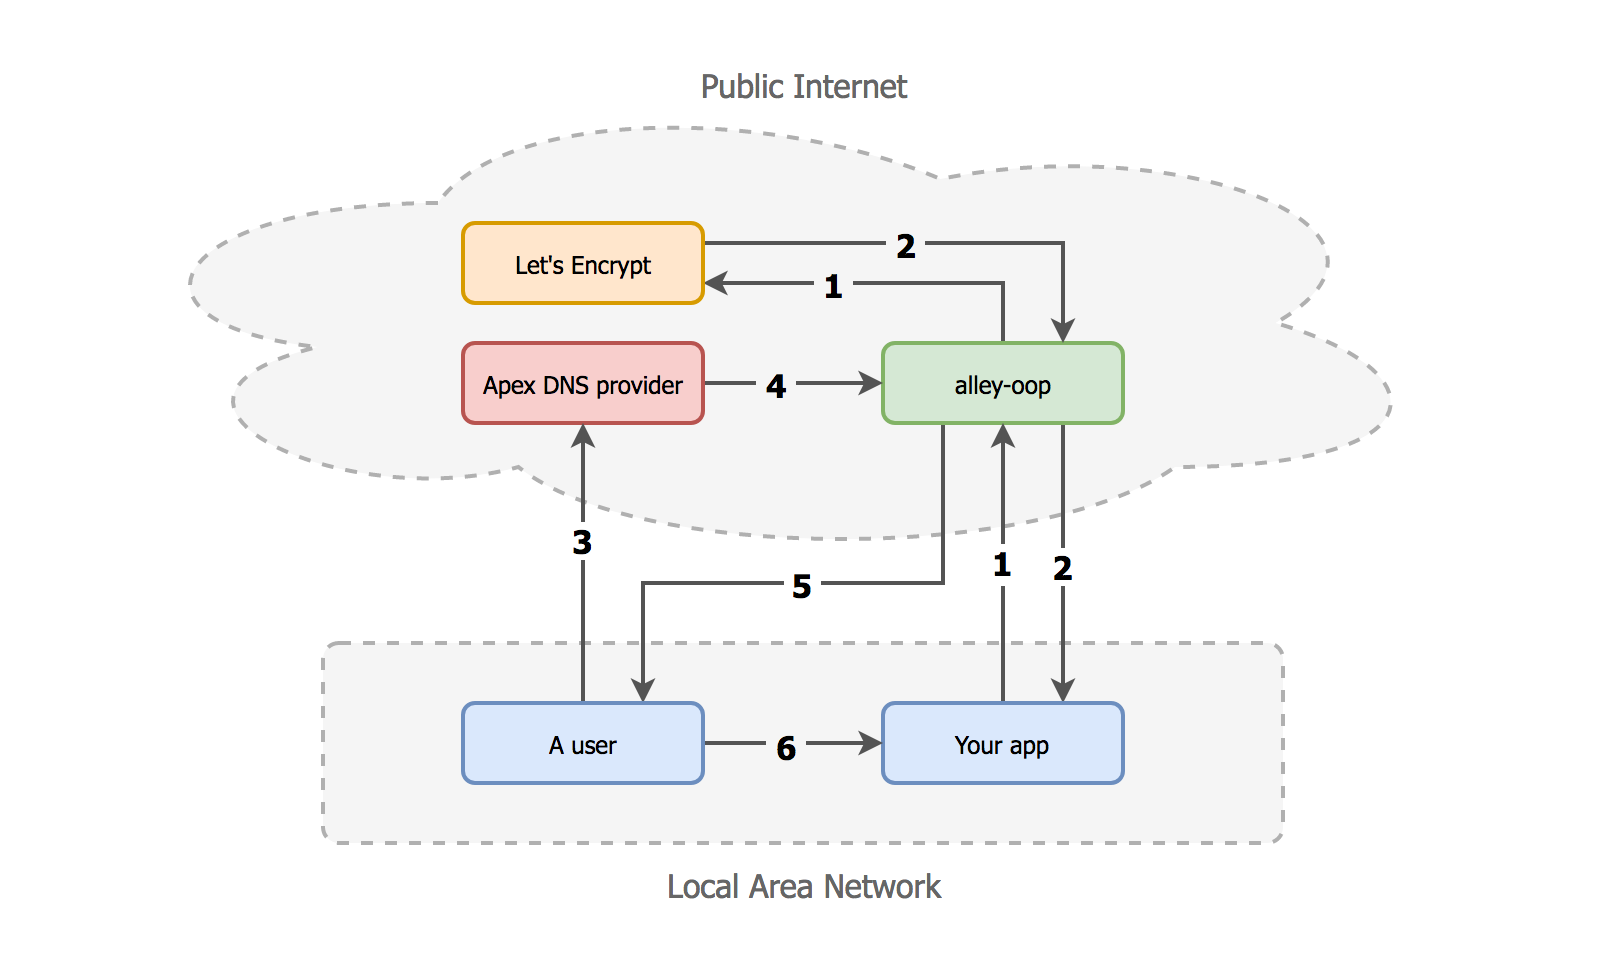 Public Internet
2
Let's Encrypt
1
Apex DNS provider
4
alley-oop
3
1
2
5
A user
6
Your app
Local Area Network